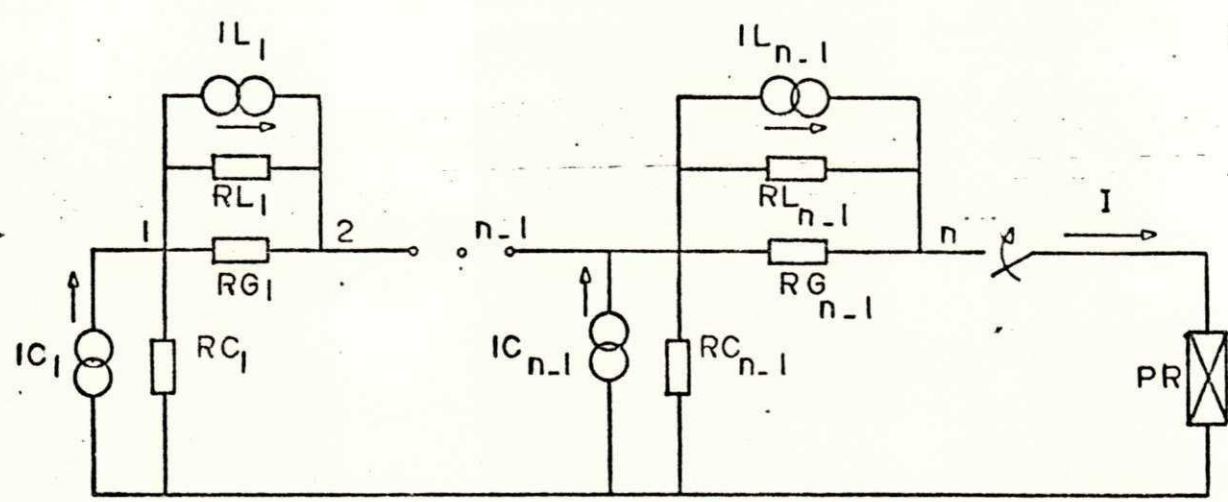 IL1
ILn-1
RL1
RLn-1
I
1
2
n-1
n
RG1
RGn-1
IC1
RC1
ICn-1
RCn-1
PR